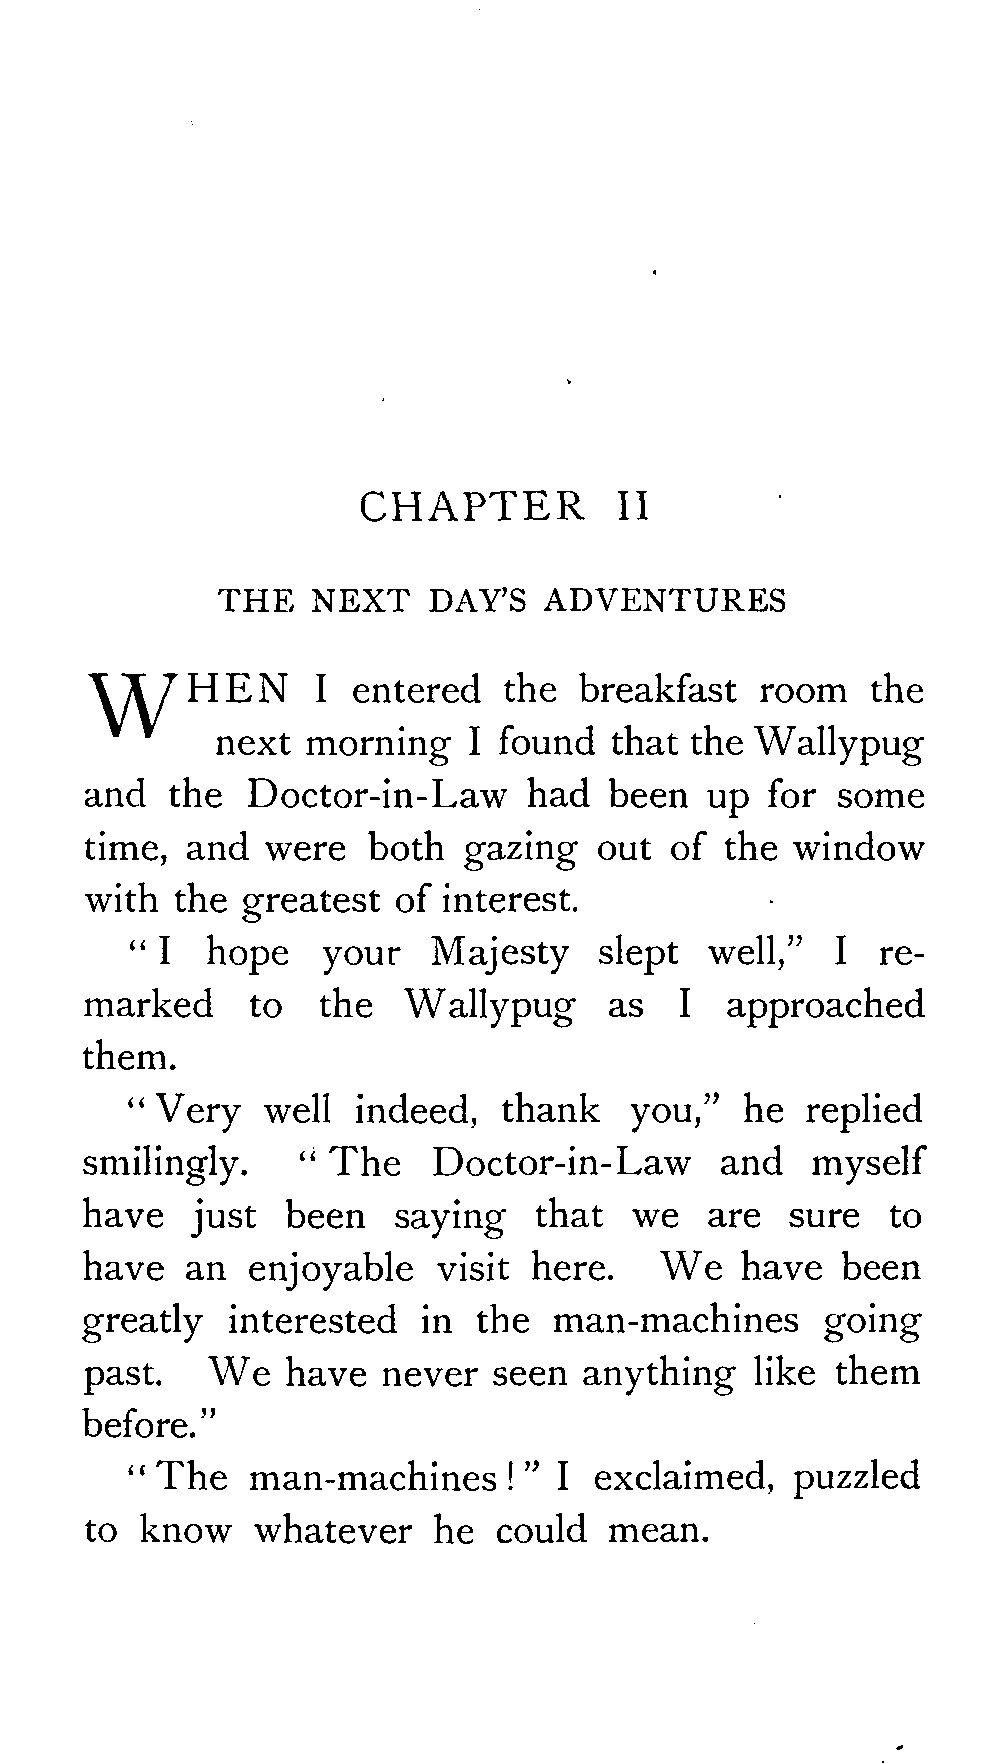 CHAPTER II
THE NEXT DAY'S ADVENTURES
WHEN I entered the breakfast room the
next morning I found that the Wallypug
and the Doctor-in-Law had been up for some
time, and were both gazing out of the window
with the greatest of interest.
“I hope your Majesty slept well,” I re-
marked to the Wallypug as I approached
them.
“Very well indeed, thank you,” he replied
smilingly. “The Doctor-in-Law and myself
have just been saying that we are sure to
have an enjoyable visit here. We have been
greatly interested in the man-machines going
past. We have never seen anything like them
before.”
“The man-machines!” I exclaimed, puzzled
to know whatever he could mean.